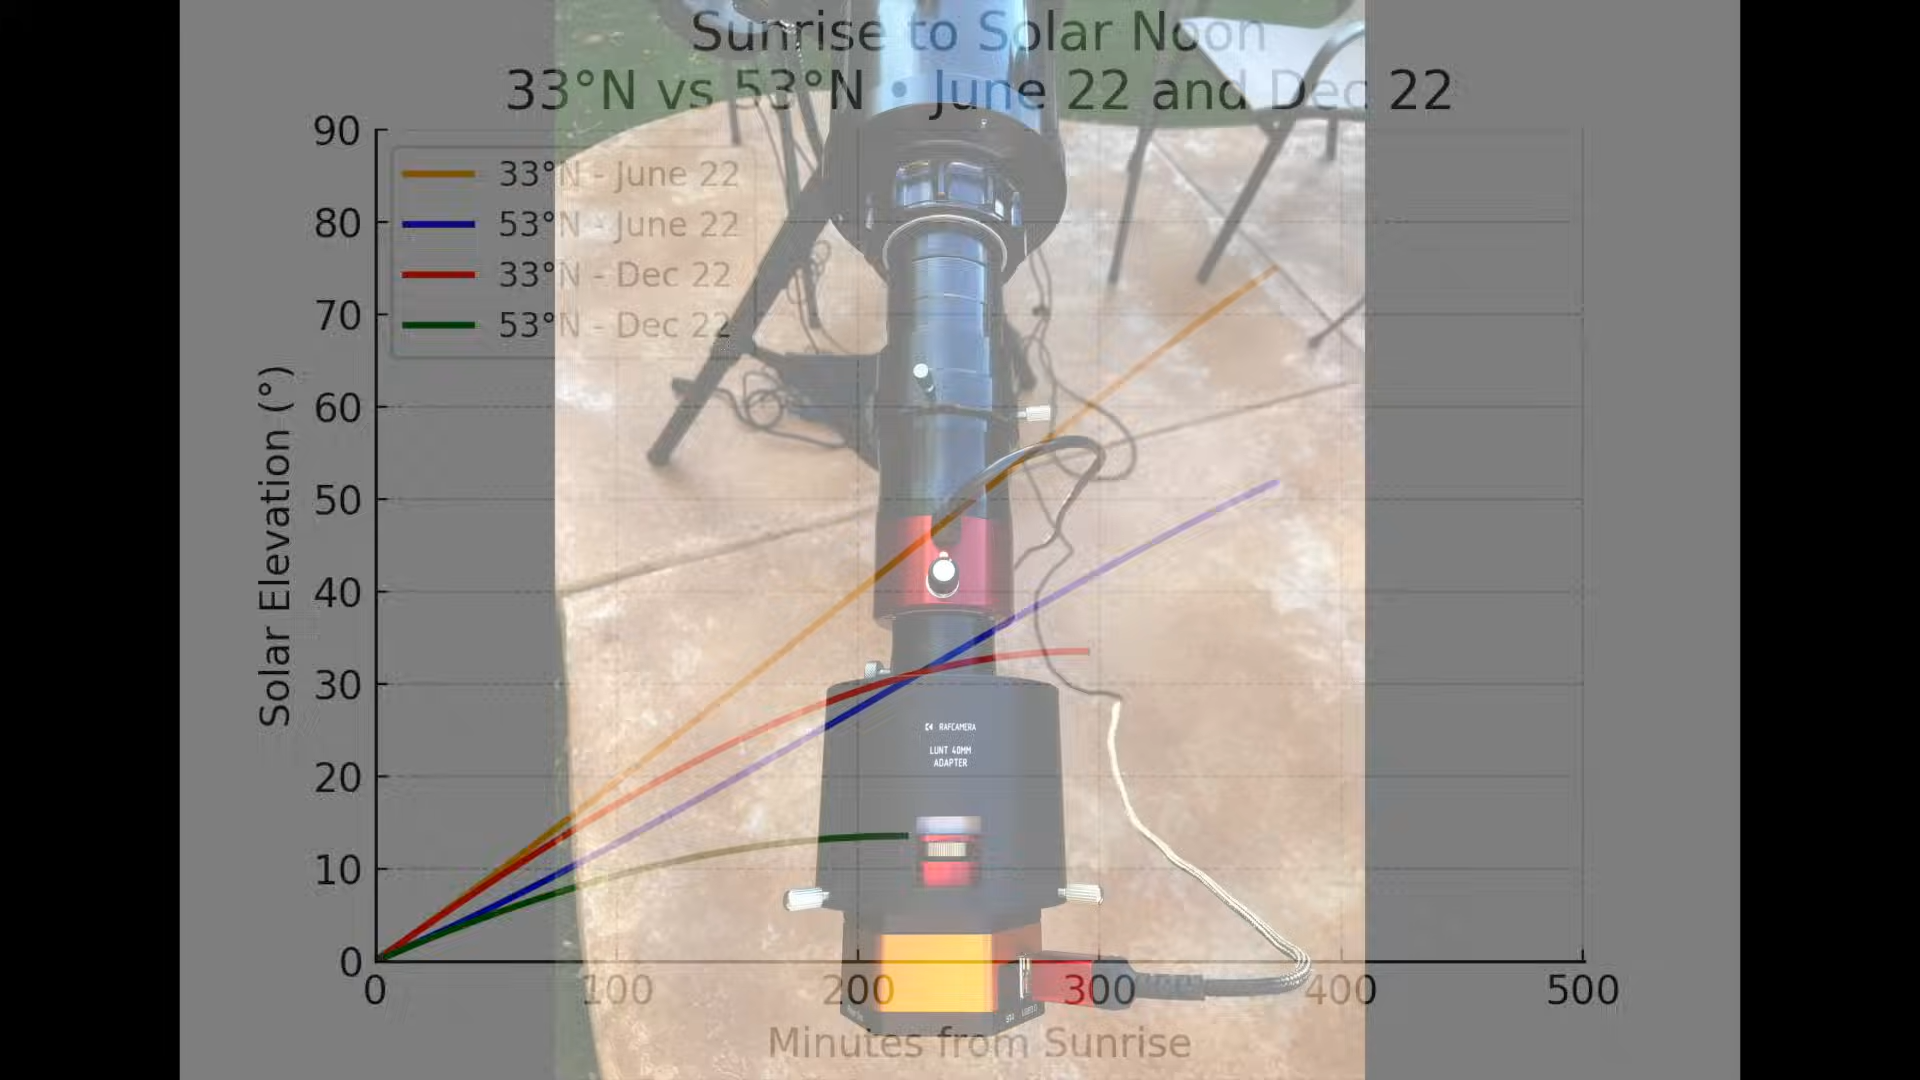 Sunrise to Solar Noon
33°N vs 53°N • June 22 and Dec 22
33°N - June 22
53°N - June 22
33°N - Dec 22
53°N - Dec 22
Solar Elevation (°)
90
80
70
60
50
40
30
20
10
0
0 100 200 300 400 500
Minutes from Sunrise
RAFCAMERA
LUNT 40MM
ADAPTER